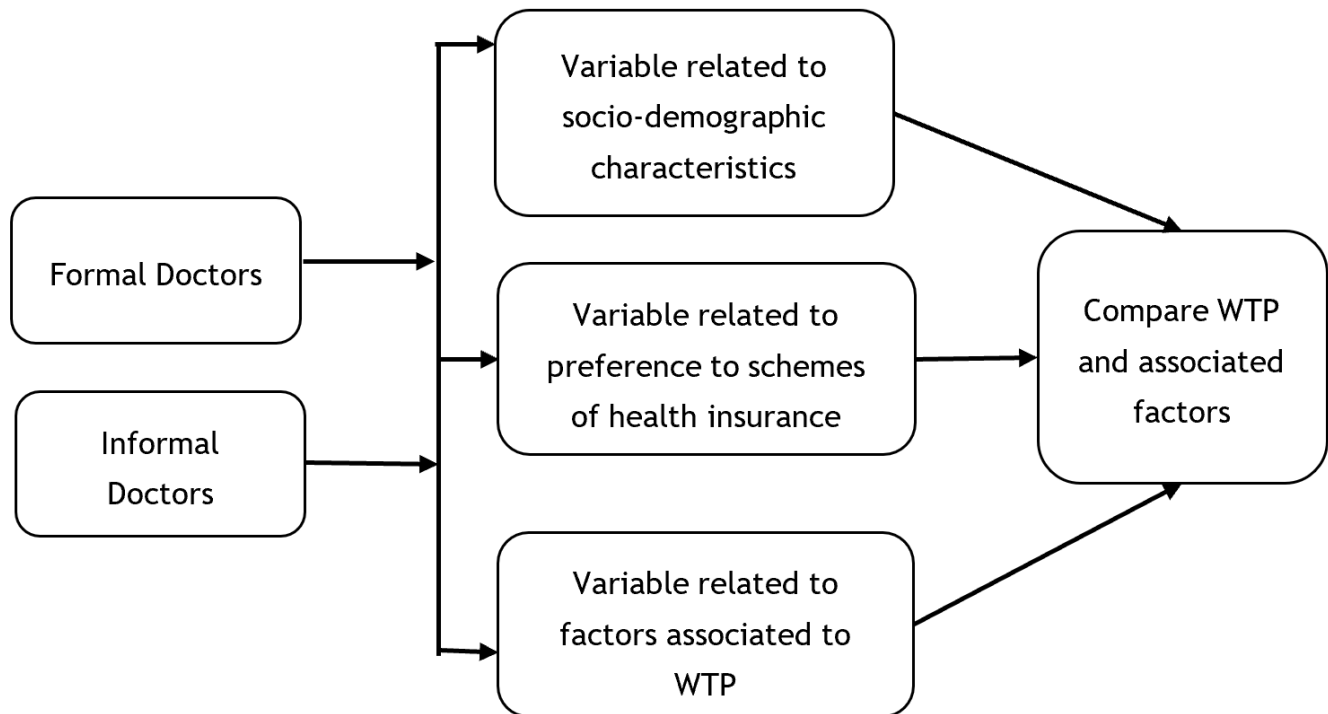 Formal Doctors
Informal
Doctors
Variable related to
socio-demographic
characteristics
Variable related to
preference to schemes
of health insurance
Variable related to
factors associated to
WTP
Compare WTP
and associated
factors